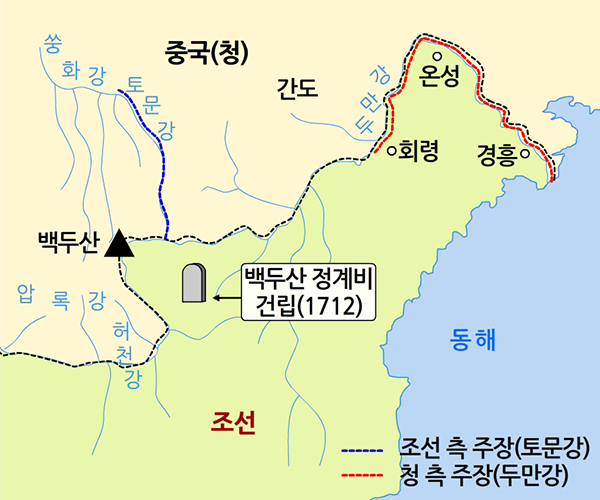 쑹화강
토문강
중국(청)
간도
두만강
온성
회령
경흥
백두산
백두산 정계비
건립(1712)
압록강
허천강
동해
조선
조선 측 주장(토문강)
청 측 주장(두만강)